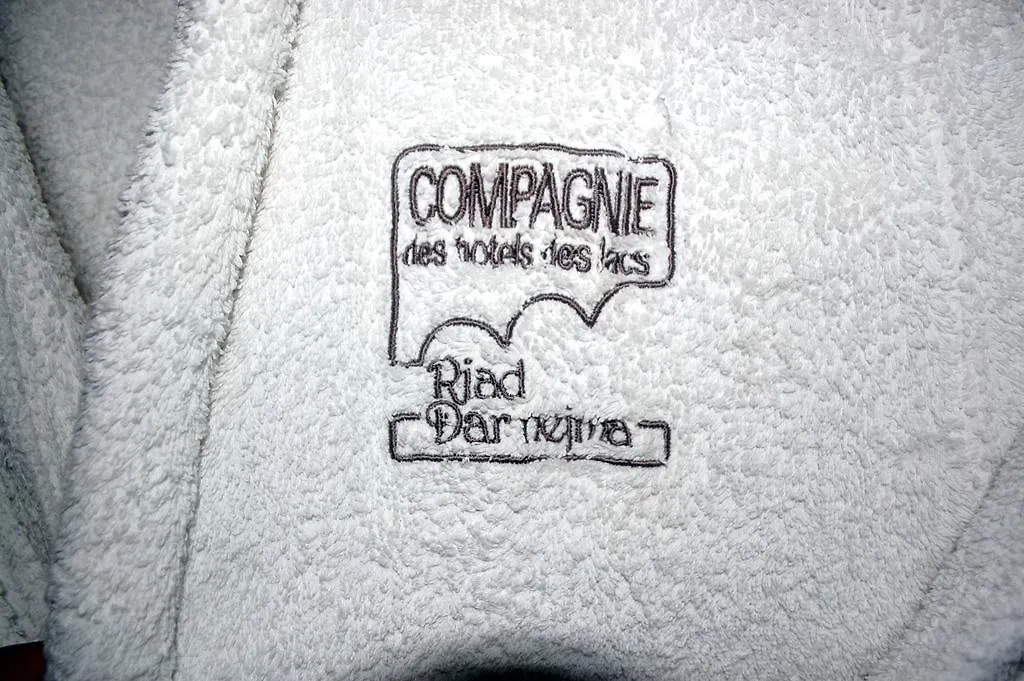 COMPAGNIE
des hotels des lacs
Riad
Dar nejma